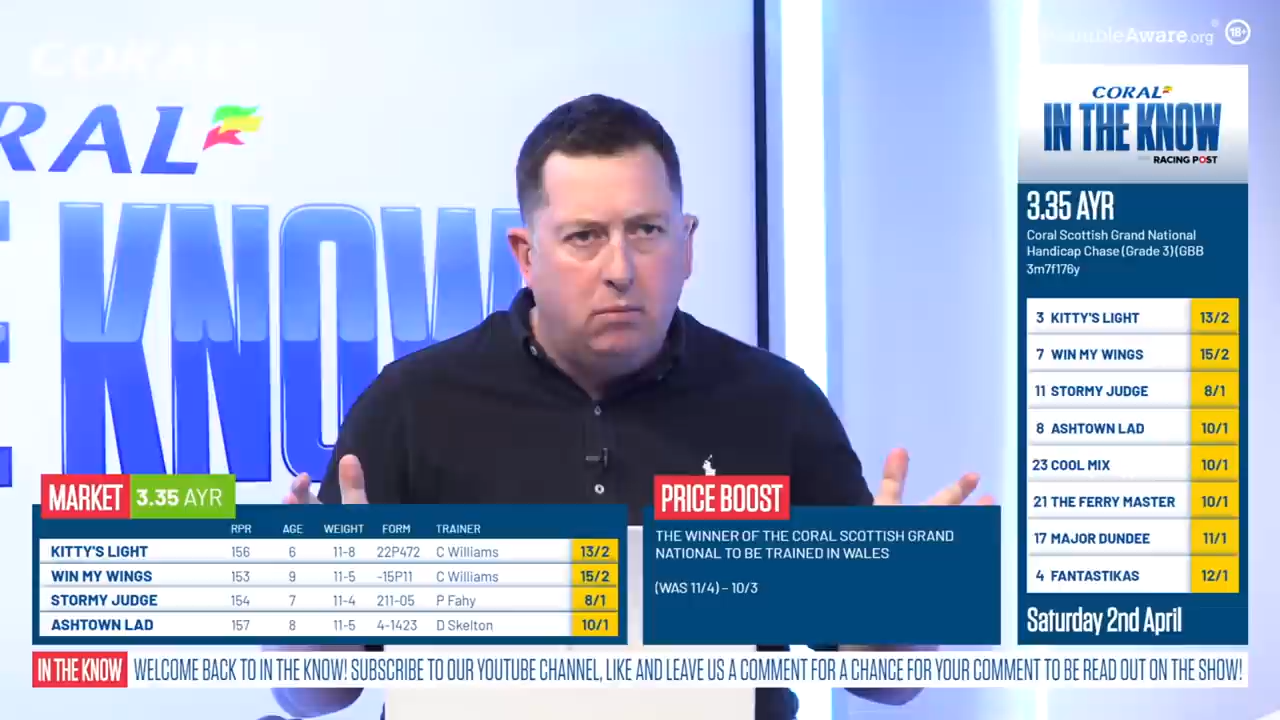 CORAL
AmbleAware.org 18+
RAL
KNOW
CORAL
IN THE KNOW
RACING POST
3.35 AYR
Coral Scottish Grand National
Handicap Chase (Grade 3) (GBB
3m7f176y
3 KITTY'S LIGHT 13/2
7 WIN MY WINGS 15/2
11 STORMY JUDGE 8/1
8 ASHTOWN LAD 10/1
23 COOL MIX 10/1
21 THE FERRY MASTER 10/1
17 MAJOR DUNDEE 11/1
4 FANTASTIKAS 12/1
Saturday 2nd April
MARKET 3.35 AYR
RPR AGE WEIGHT FORM TRAINER
KITTY'S LIGHT 156 6 11-8 22P472 C Williams 13/2
WIN MY WINGS 153 9 11-5 -15P11 C Williams 15/2
STORMY JUDGE 154 7 11-4 211-05 P Fahy 8/1
ASHTOWN LAD 157 8 11-5 4-1423 D Skelton 10/1
PRICE BOOST
THE WINNER OF THE CORAL SCOTTISH GRAND
NATIONAL TO BE TRAINED IN WALES
(WAS 11/4) – 10/3
IN THE KNOW WELCOME BACK TO IN THE KNOW! SUBSCRIBE TO OUR YOUTUBE CHANNEL, LIKE AND LEAVE US A COMMENT FOR A CHANCE FOR YOUR COMMENT TO BE READ OUT ON THE SHOW!